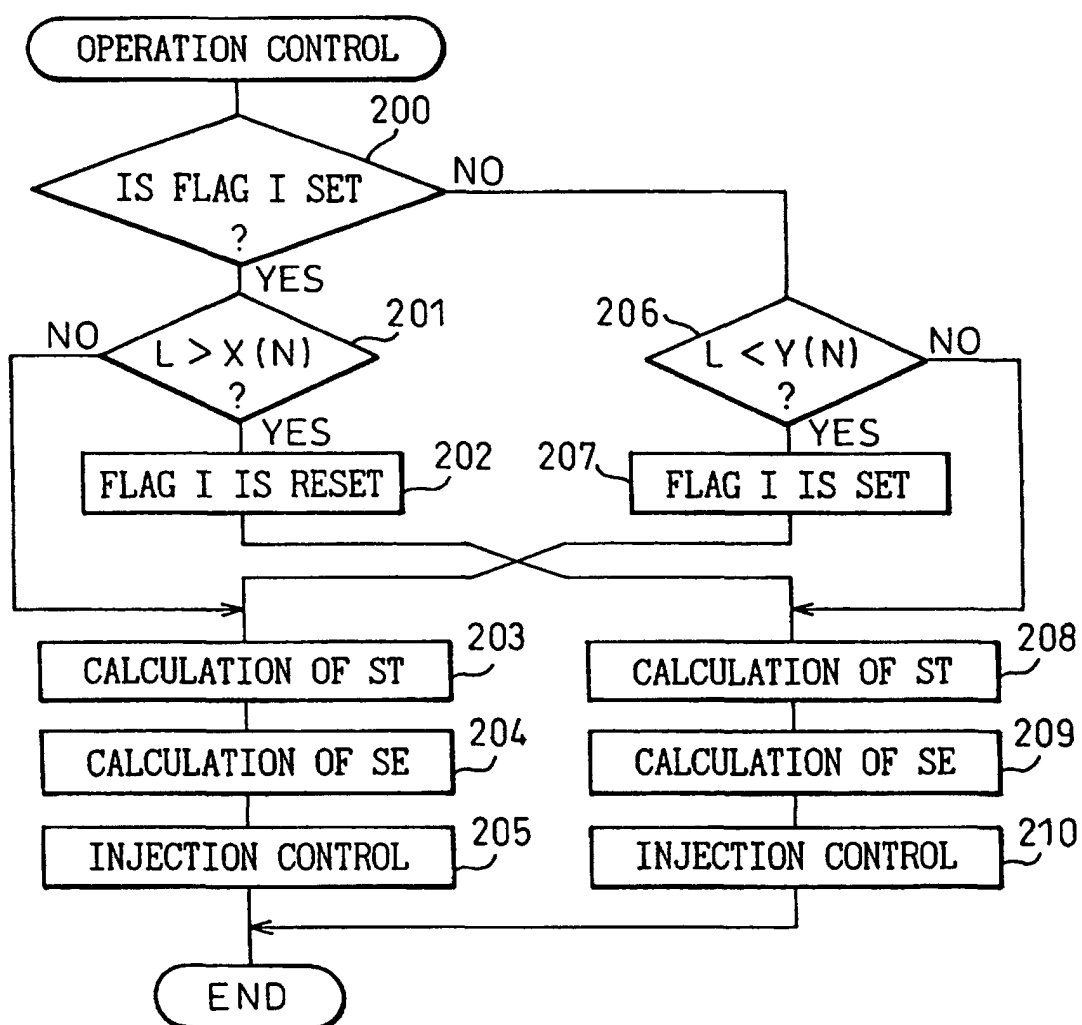 OPERATION CONTROL
200
IS FLAG I SET
?
NO
YES
201
NO
L > X(N)
?
YES
206
L < Y(N)
?
NO
YES
FLAG I IS RESET
202
207
FLAG I IS SET
CALCULATION OF ST
203
CALCULATION OF ST
208
CALCULATION OF SE
204
CALCULATION OF SE
209
INJECTION CONTROL
205
INJECTION CONTROL
210
END